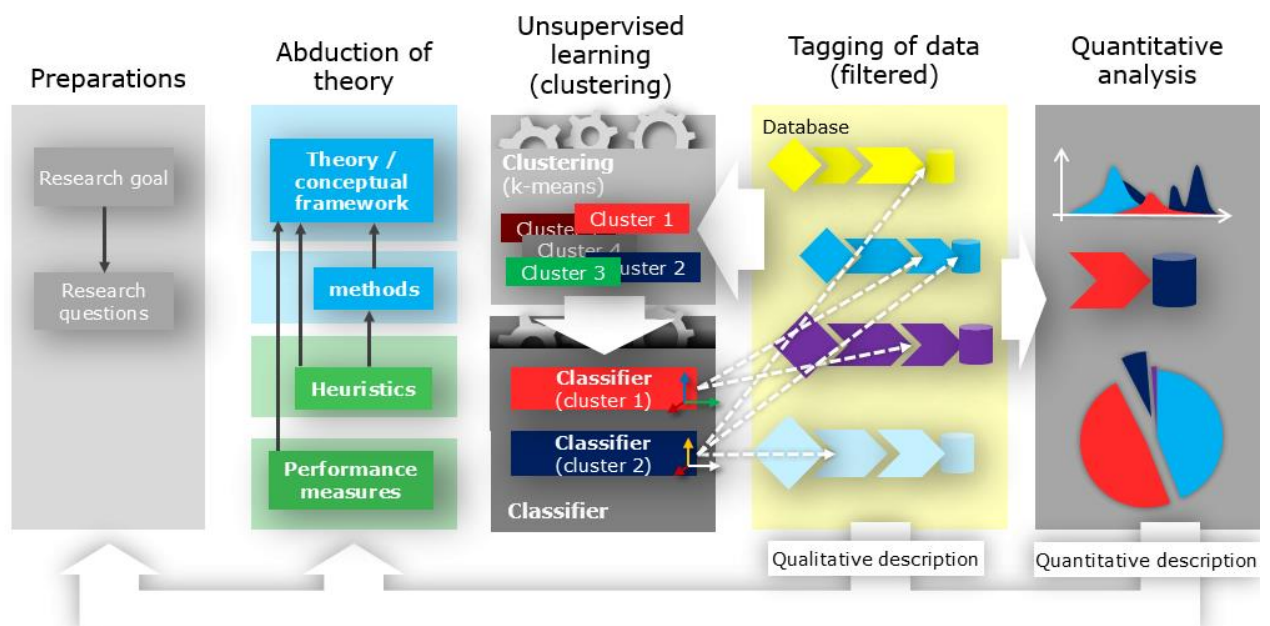 Preparations
Abduction of
theory
Unsupervised
learning
(clustering)
Tagging of data
(filtered)
Quantitative
analysis
Research goal
Research
questions
Theory /
conceptual
framework
methods
Heuristics
Performance
measures
Clustering
(k-means)
Cluster 1
Cluster 4
Cluster 2
Cluster 3
Classifier
(cluster 1)
Classifier
(cluster 2)
Classifier
Database
Qualitative description
Quantitative description